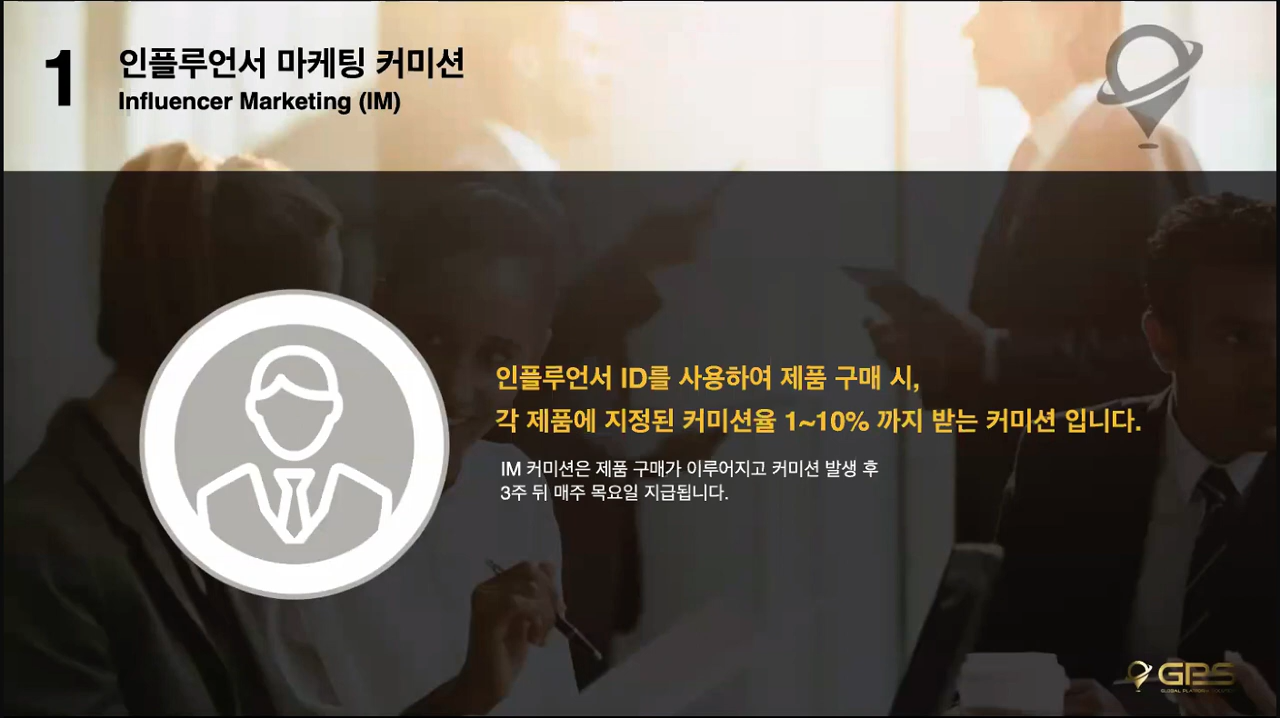 1
인플루언서 마케팅 커미션
Influencer Marketing (IM)
인플루언서 ID를 사용하여 제품 구매 시,
각 제품에 지정된 커미션율 1~10% 까지 받는 커미션 입니다.
IM 커미션은 제품 구매가 이루어지고 커미션 발생 후
3주 뒤 매주 목요일 지급됩니다.
GBS
GLOBAL